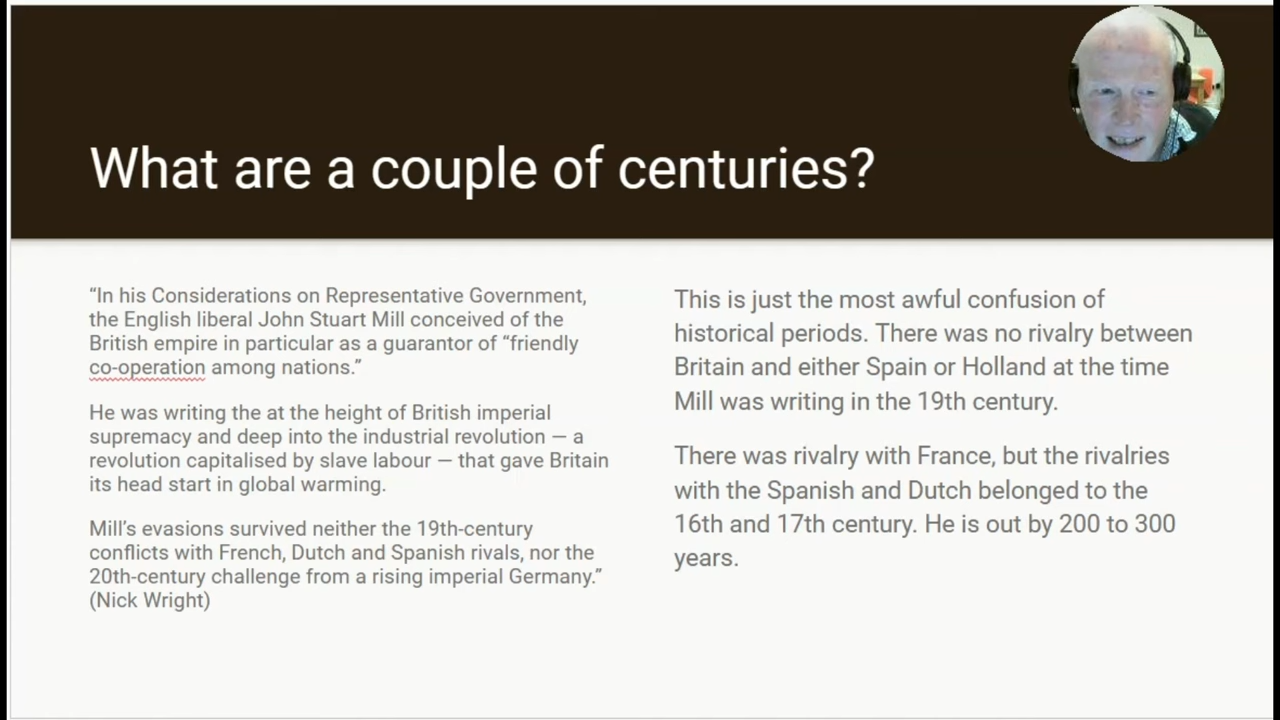 What are a couple of centuries?
“In his Considerations on Representative Government,
the English liberal John Stuart Mill conceived of the
British empire in particular as a guarantor of “friendly
co-operation among nations.”
He was writing the at the height of British imperial
supremacy and deep into the industrial revolution — a
revolution capitalised by slave labour — that gave Britain
its head start in global warming.
Mill’s evasions survived neither the 19th-century
conflicts with French, Dutch and Spanish rivals, nor the
20th-century challenge from a rising imperial Germany.”
(Nick Wright)
This is just the most awful confusion of
historical periods. There was no rivalry between
Britain and either Spain or Holland at the time
Mill was writing in the 19th century.
There was rivalry with France, but the rivalries
with the Spanish and Dutch belonged to the
16th and 17th century. He is out by 200 to 300
years.